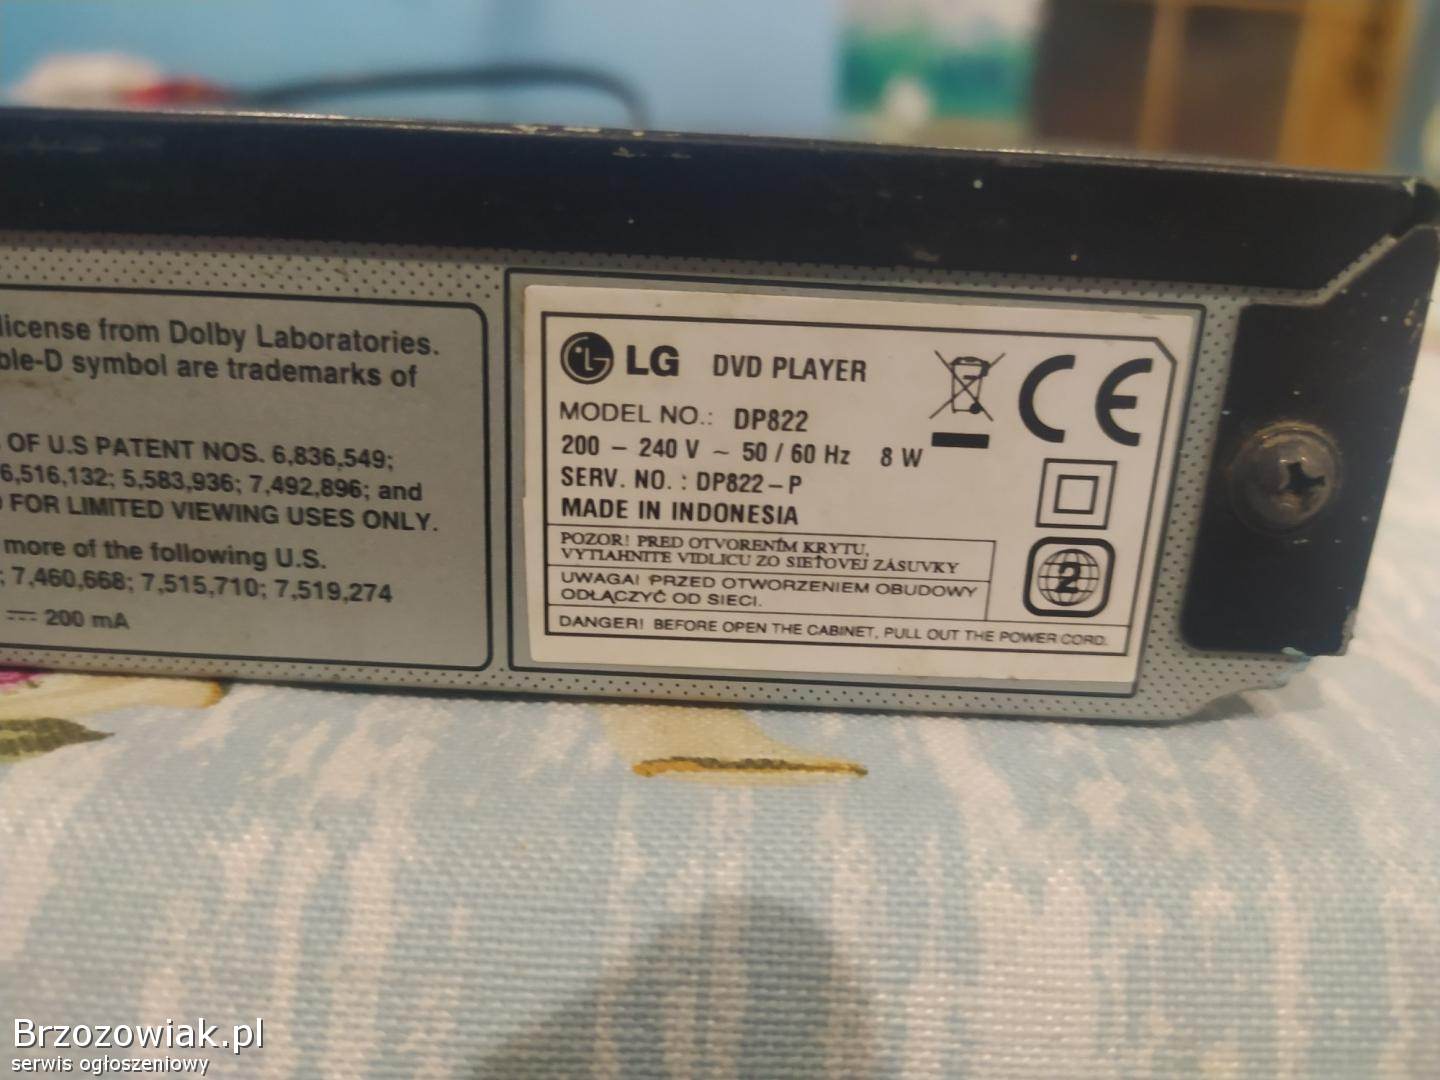 license from Dolby Laboratories.
ble-D symbol are trademarks of
OF U.S PATENT NOS. 6,836,549;
6,516,132; 5,583,936; 7,492,896; and
FOR LIMITED VIEWING USES ONLY.
more of the following U.S.
; 7,460,668; 7,515,710; 7,519,274
200 mA
LG DVD PLAYER
MODEL NO.: DP822
200 – 240 V ~ 50 / 60 Hz 8 W
SERV. NO. : DP822–P
MADE IN INDONESIA
CE
2
POZOR! PRED OTVORENÍM KRYTU,
VYTIAHNITE VIDLICU ZO SIEŤOVEJ ZÁSUVKY
UWAGA! PRZED OTWORZENIEM OBUDOWY
ODŁĄCZYĆ OD SIECI.
DANGER! BEFORE OPEN THE CABINET, PULL OUT THE POWER CORD.
Brzozowiak.pl
serwis ogłoszeniowy